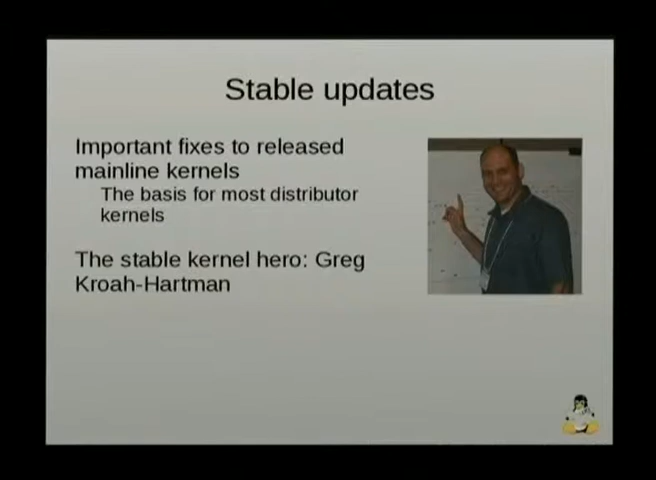 Stable updates
Important fixes to released
mainline kernels
The basis for most distributor
kernels
The stable kernel hero: Greg
Kroah-Hartman